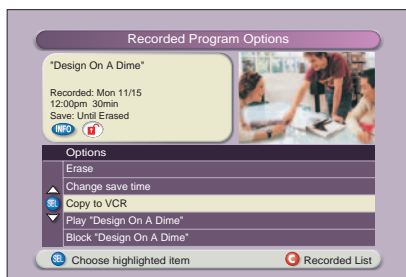 Recorded Program Options
"Design On A Dime"
Recorded: Mon 11/15
12:00pm 30min
Save: Until Erased
INFO
Options
Erase
Change save time
SEL Copy to VCR
Play "Design On A Dime"
Block "Design On A Dime"
SEL Choose highlighted item C Recorded List